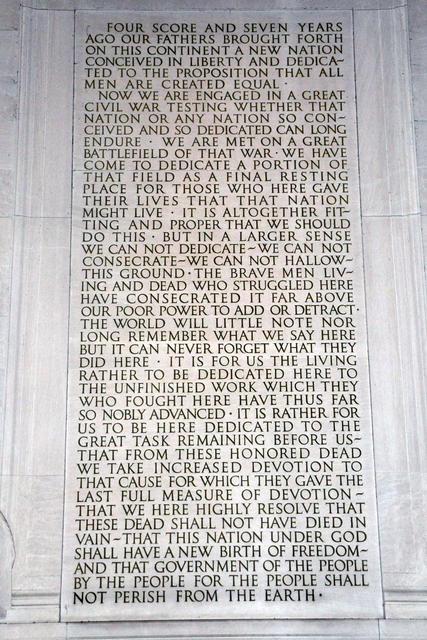 FOUR SCORE AND SEVEN YEARS
AGO OUR FATHERS BROUGHT FORTH
ON THIS CONTINENT A NEW NATION
CONCEIVED IN LIBERTY AND DEDICA~
TED TO THE PROPOSITION THAT ALL
MEN ARE CREATED EQUAL ·
NOW WE ARE ENGAGED IN A GREAT
CIVIL WAR TESTING WHETHER THAT
NATION OR ANY NATION SO CON~
CEIVED AND SO DEDICATED CAN LONG
ENDURE · WE ARE MET ON A GREAT
BATTLEFIELD OF THAT WAR · WE HAVE
COME TO DEDICATE A PORTION OF
THAT FIELD AS A FINAL RESTING
PLACE FOR THOSE WHO HERE GAVE
THEIR LIVES THAT THAT NATION
MIGHT LIVE · IT IS ALTOGETHER FIT~
TING AND PROPER THAT WE SHOULD
DO THIS · BUT IN A LARGER SENSE
WE CAN NOT DEDICATE~WE CAN NOT
CONSECRATE~WE CAN NOT HALLOW~
THIS GROUND · THE BRAVE MEN LIV~
ING AND DEAD WHO STRUGGLED HERE
HAVE CONSECRATED IT FAR ABOVE
OUR POOR POWER TO ADD OR DETRACT ·
THE WORLD WILL LITTLE NOTE NOR
LONG REMEMBER WHAT WE SAY HERE
BUT IT CAN NEVER FORGET WHAT THEY
DID HERE · IT IS FOR US THE LIVING
RATHER TO BE DEDICATED HERE TO
THE UNFINISHED WORK WHICH THEY
WHO FOUGHT HERE HAVE THUS FAR
SO NOBLY ADVANCED · IT IS RATHER FOR
US TO BE HERE DEDICATED TO THE
GREAT TASK REMAINING BEFORE US~
THAT FROM THESE HONORED DEAD
WE TAKE INCREASED DEVOTION TO
THAT CAUSE FOR WHICH THEY GAVE THE
LAST FULL MEASURE OF DEVOTION~
THAT WE HERE HIGHLY RESOLVE THAT
THESE DEAD SHALL NOT HAVE DIED IN
VAIN~THAT THIS NATION UNDER GOD
SHALL HAVE A NEW BIRTH OF FREEDOM~
AND THAT GOVERNMENT OF THE PEOPLE
BY THE PEOPLE FOR THE PEOPLE SHALL
NOT PERISH FROM THE EARTH ·